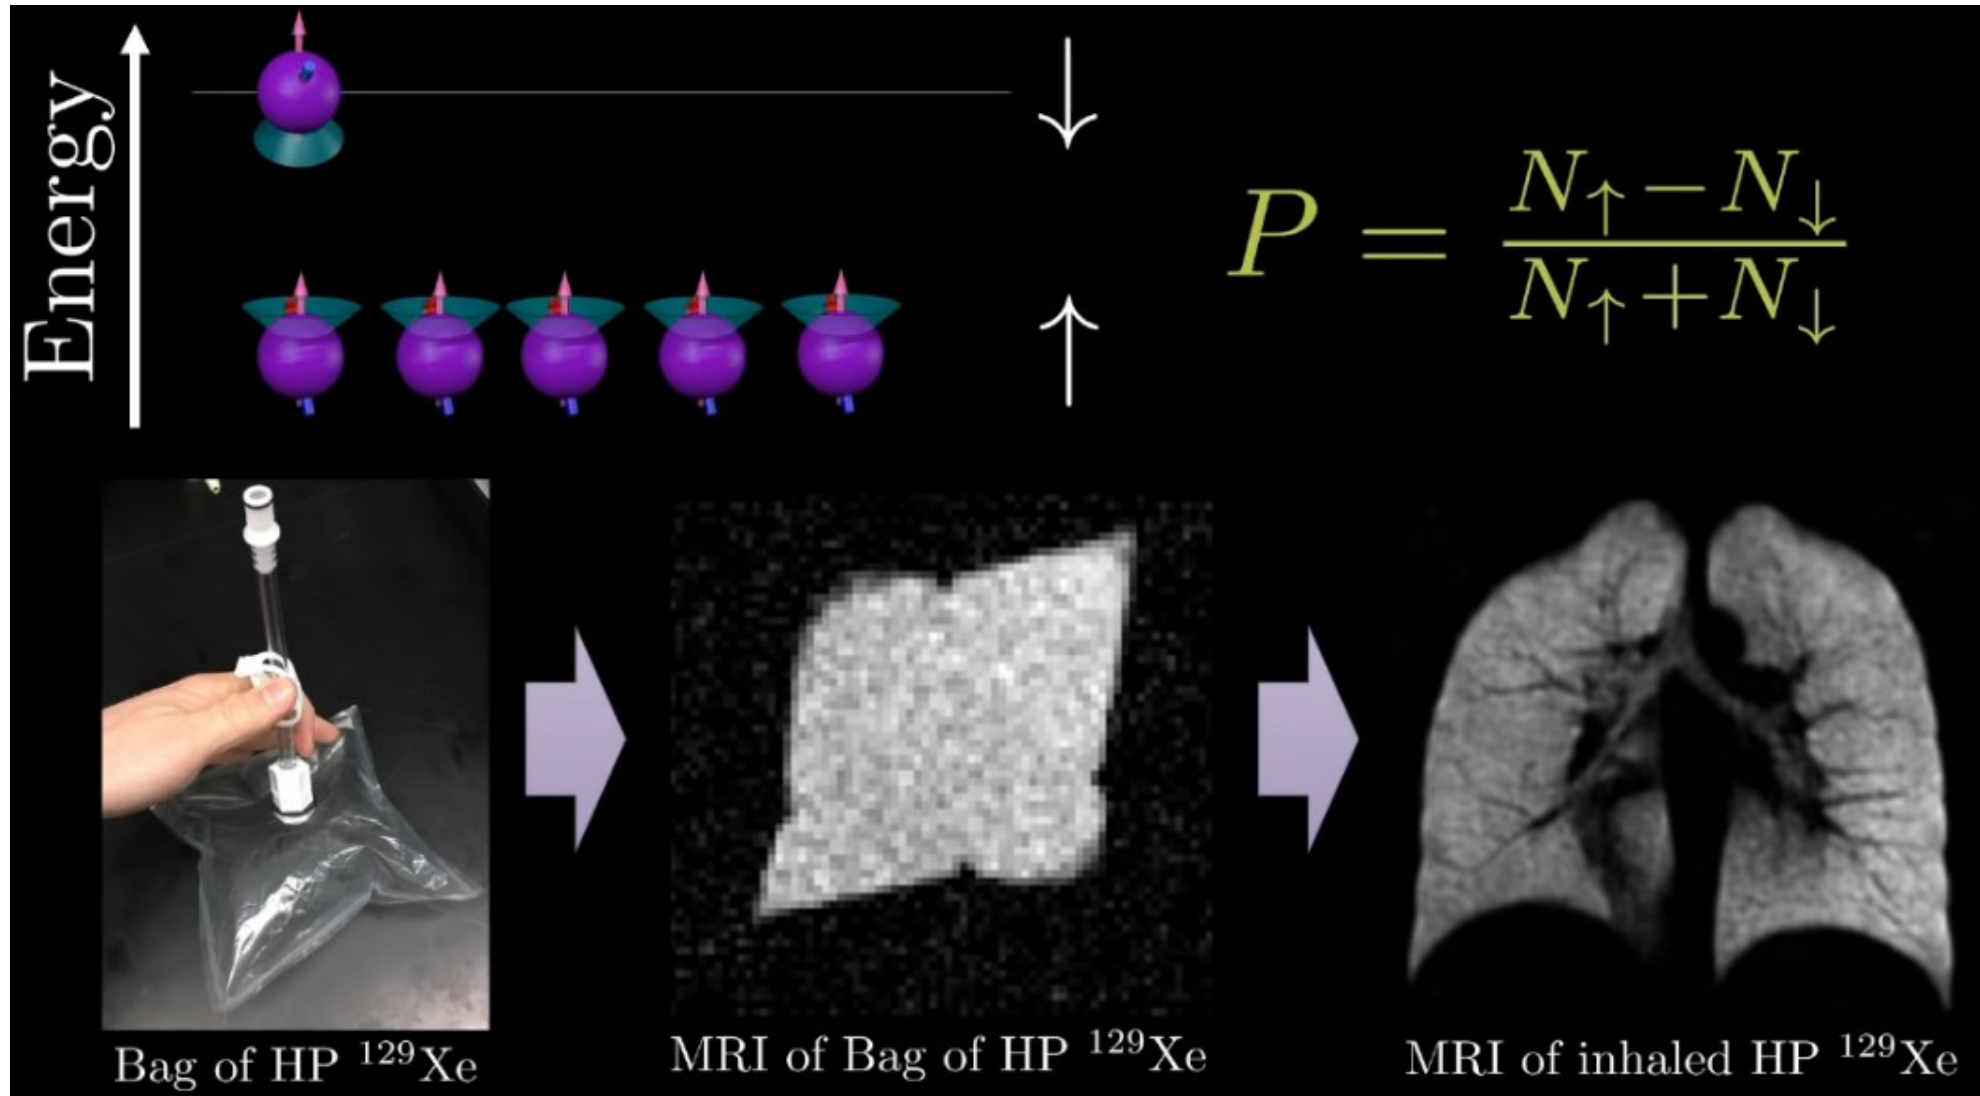 Energy
↓
↑
P = N↑ − N↓ / N↑ + N↓
Bag of HP ¹²⁹Xe
MRI of Bag of HP ¹²⁹Xe
MRI of inhaled HP ¹²⁹Xe